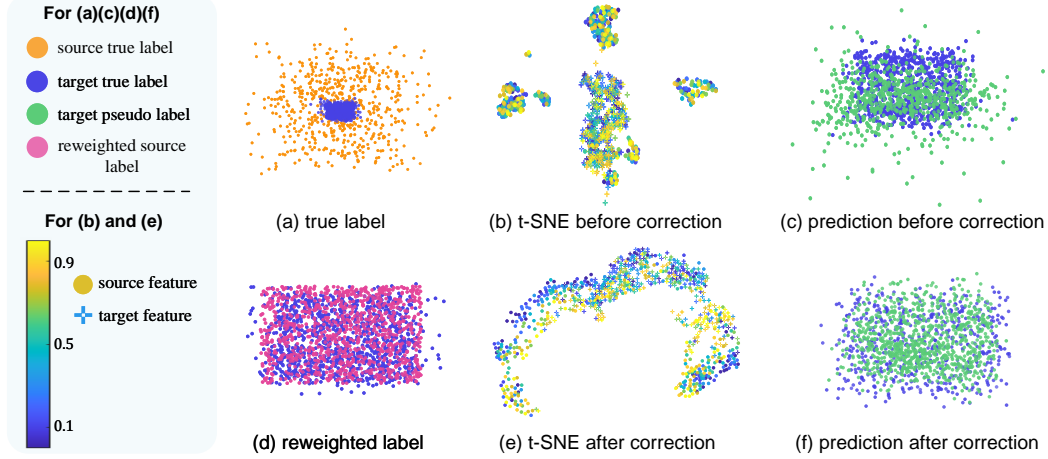 For (a)(c)(d)(f)
source true label
target true label
target pseudo label
reweighted source
label
For (b) and (e)
0.9
source feature
target feature
0.5
0.1
(a) true label
(b) t-SNE before correction
(c) prediction before correction
(d) reweighted label
(e) t-SNE after correction
(f) prediction after correction